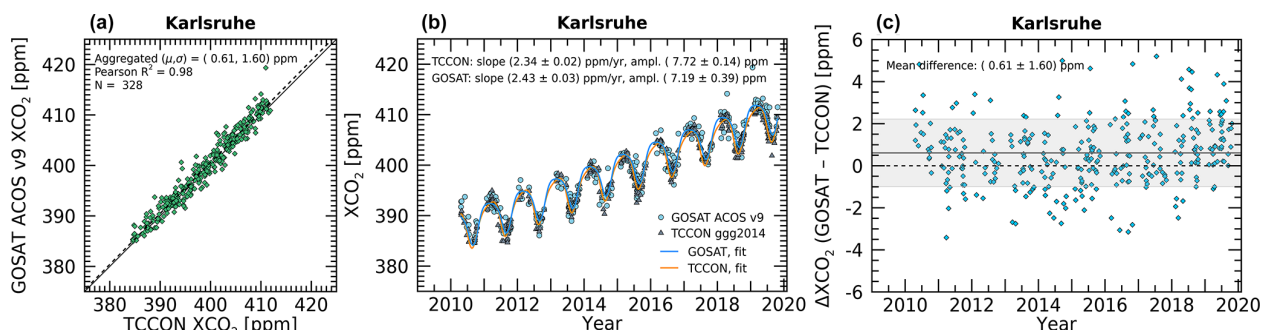 (a) Karlsruhe
GOSAT ACOS v9 XCO2 [ppm]
Aggregated (μ,σ) = ( 0.61, 1.60) ppm
Pearson R² = 0.98
N = 328
420
410
400
390
380
380 390 400 410 420
TCCON XCO2 [ppm]
(b) Karlsruhe
XCO2 [ppm]
TCCON: slope (2.34 ± 0.02) ppm/yr, ampl. ( 7.72 ± 0.14) ppm
GOSAT: slope (2.43 ± 0.03) ppm/yr, ampl. ( 7.19 ± 0.39) ppm
420
410
400
390
380
GOSAT ACOS v9
TCCON ggg2014
GOSAT, fit
TCCON, fit
2010 2012 2014 2016 2018 2020
Year
(c) Karlsruhe
ΔXCO2 (GOSAT − TCCON) [ppm]
Mean difference: ( 0.61 ± 1.60) ppm
6
4
2
0
-2
-4
-6
2010 2012 2014 2016 2018 2020
Year